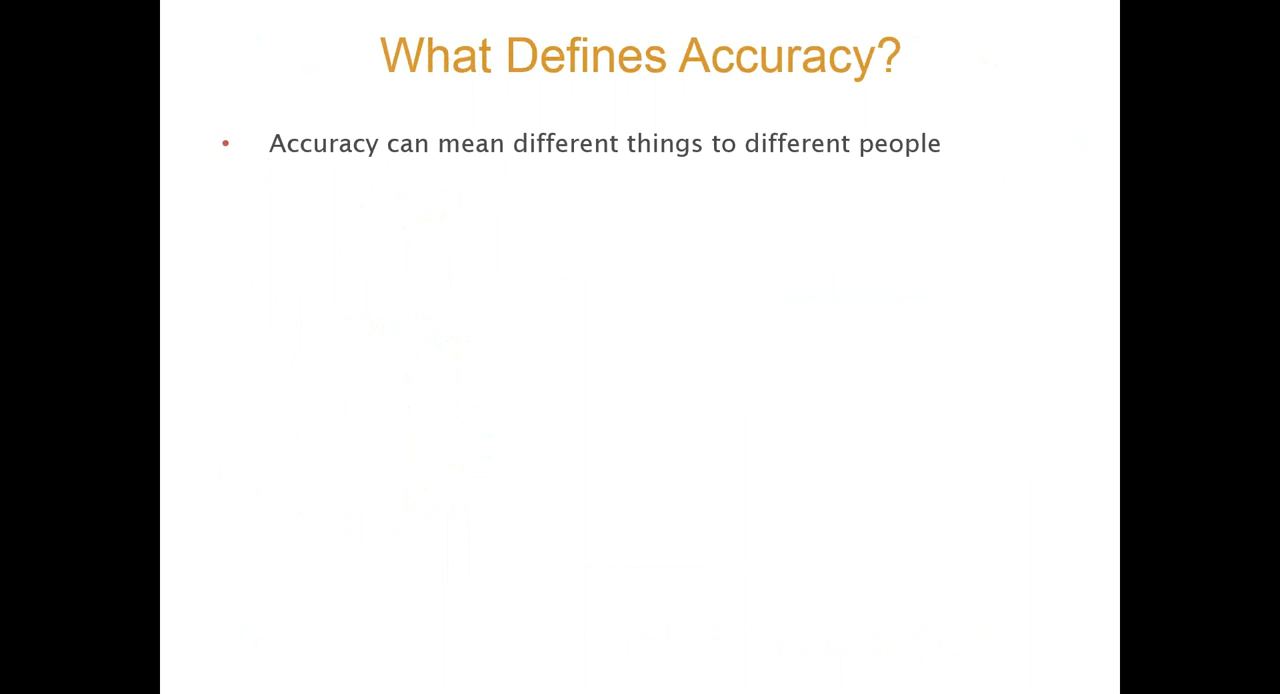 What Defines Accuracy?
• Accuracy can mean different things to different people